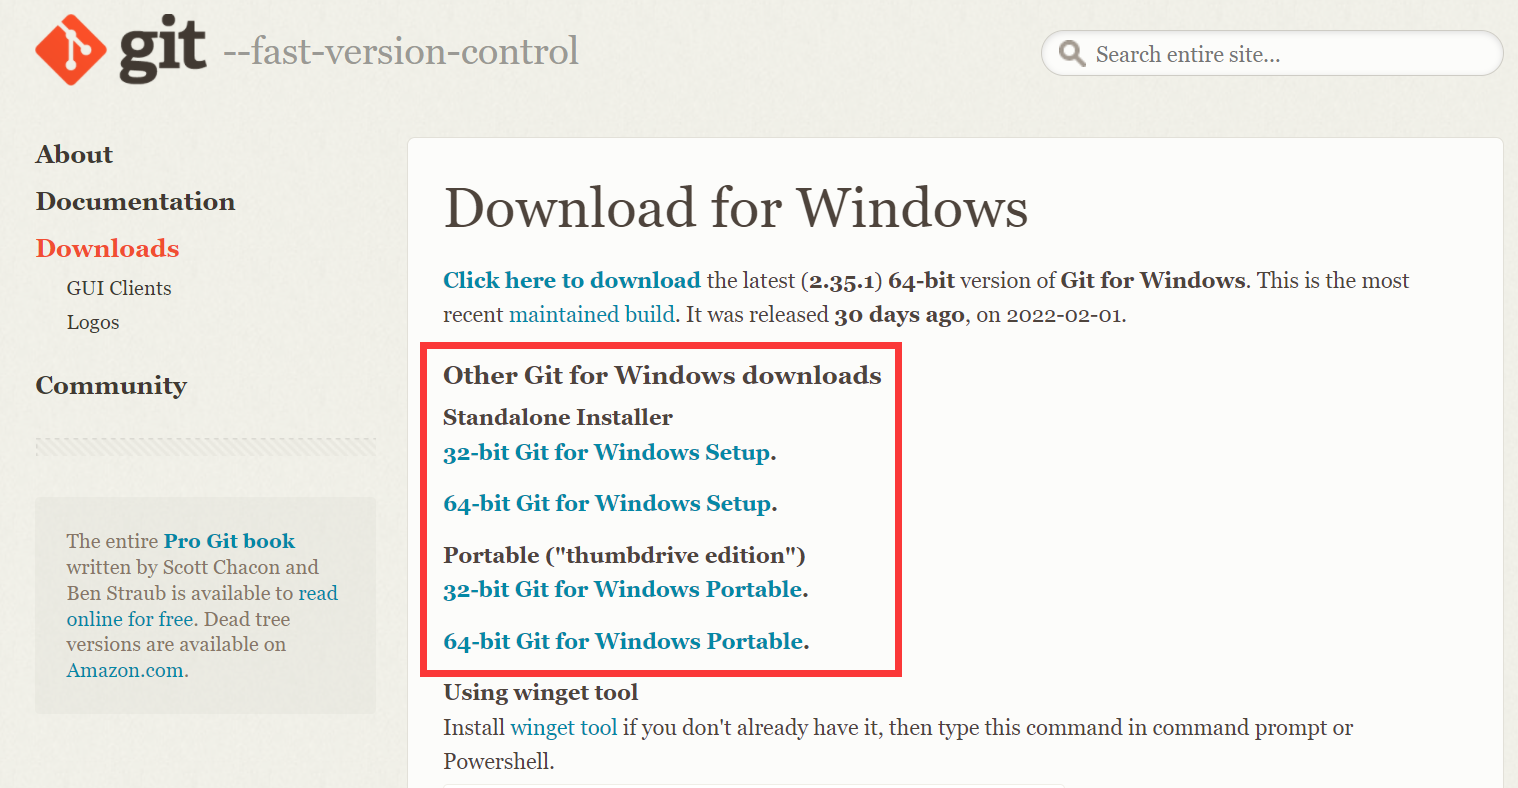 git --fast-version-control
Search entire site...
About
Documentation
Downloads
GUI Clients
Logos
Community
The entire Pro Git book
written by Scott Chacon and
Ben Straub is available to read
online for free. Dead tree
versions are available on
Amazon.com.
Download for Windows
Click here to download the latest (2.35.1) 64-bit version of Git for Windows. This is the most
recent maintained build. It was released 30 days ago, on 2022-02-01.
Other Git for Windows downloads
Standalone Installer
32-bit Git for Windows Setup.
64-bit Git for Windows Setup.
Portable ("thumbdrive edition")
32-bit Git for Windows Portable.
64-bit Git for Windows Portable.
Using winget tool
Install winget tool if you don't already have it, then type this command in command prompt or
Powershell.